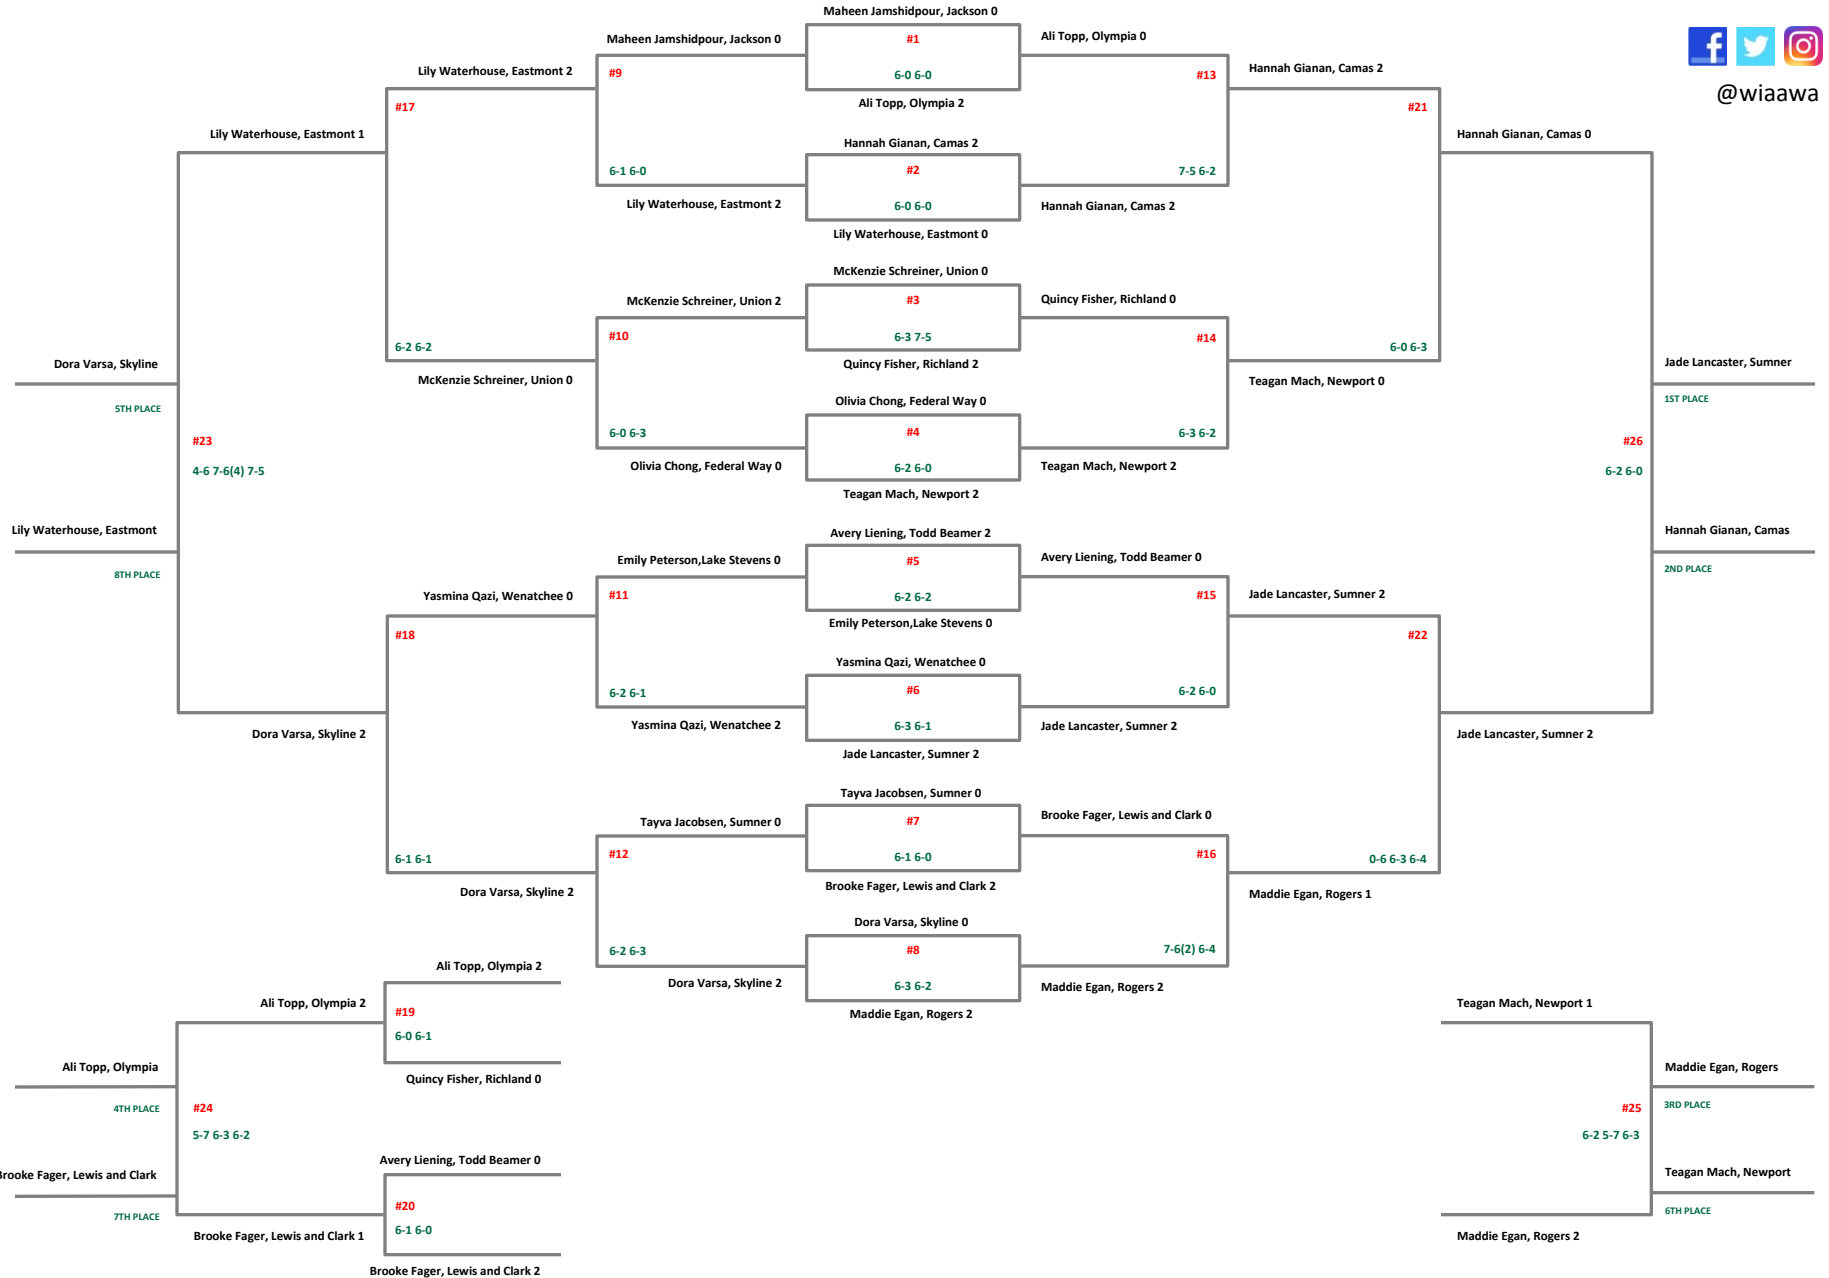 Maheen Jamshidpour, Jackson 0
#1
6-0 6-0
Ali Topp, Olympia 2
Hannah Gianan, Camas 2
#2
6-0 6-0
Lily Waterhouse, Eastmont 0
McKenzie Schreiner, Union 0
#3
6-3 7-5
Quincy Fisher, Richland 2
Olivia Chong, Federal Way 0
#4
6-2 6-0
Teagan Mach, Newport 2
Avery Liening, Todd Beamer 2
#5
6-2 6-2
Emily Peterson,Lake Stevens 0
Yasmina Qazi, Wenatchee 0
#6
6-3 6-1
Jade Lancaster, Sumner 2
Tayva Jacobsen, Sumner 0
#7
6-1 6-0
Brooke Fager, Lewis and Clark 2
Dora Varsa, Skyline 0
#8
6-3 6-2
Maddie Egan, Rogers 2
Maheen Jamshidpour, Jackson 0
#9
6-1 6-0
Lily Waterhouse, Eastmont 2
McKenzie Schreiner, Union 2
#10
6-0 6-3
Olivia Chong, Federal Way 0
Emily Peterson,Lake Stevens 0
#11
6-2 6-1
Yasmina Qazi, Wenatchee 2
Tayva Jacobsen, Sumner 0
#12
6-2 6-3
Dora Varsa, Skyline 2
Ali Topp, Olympia 0
#13
7-5 6-2
Hannah Gianan, Camas 2
Quincy Fisher, Richland 0
#14
6-3 6-2
Teagan Mach, Newport 2
Avery Liening, Todd Beamer 0
#15
6-2 6-0
Jade Lancaster, Sumner 2
Brooke Fager, Lewis and Clark 0
#16
7-6(2) 6-4
Maddie Egan, Rogers 2
Lily Waterhouse, Eastmont 2
#17
6-2 6-2
McKenzie Schreiner, Union 0
Yasmina Qazi, Wenatchee 0
#18
6-1 6-1
Dora Varsa, Skyline 2
Ali Topp, Olympia 2
#19
6-0 6-1
Quincy Fisher, Richland 0
Avery Liening, Todd Beamer 0
#20
6-1 6-0
Brooke Fager, Lewis and Clark 2
Hannah Gianan, Camas 2
#21
6-0 6-3
Teagan Mach, Newport 0
Jade Lancaster, Sumner 2
#22
0-6 6-3 6-4
Maddie Egan, Rogers 1
Lily Waterhouse, Eastmont 1
#23
4-6 7-6(4) 7-5
Dora Varsa, Skyline 2
Dora Varsa, Skyline
5TH PLACE
Lily Waterhouse, Eastmont
8TH PLACE
Ali Topp, Olympia 2
#24
5-7 6-3 6-2
Brooke Fager, Lewis and Clark 1
Ali Topp, Olympia
4TH PLACE
Brooke Fager, Lewis and Clark
7TH PLACE
Teagan Mach, Newport 1
#25
6-2 5-7 6-3
Maddie Egan, Rogers 2
Maddie Egan, Rogers
3RD PLACE
Teagan Mach, Newport
6TH PLACE
Hannah Gianan, Camas 0
#26
6-2 6-0
Jade Lancaster, Sumner 2
Jade Lancaster, Sumner
1ST PLACE
Hannah Gianan, Camas
2ND PLACE
@wiaawa